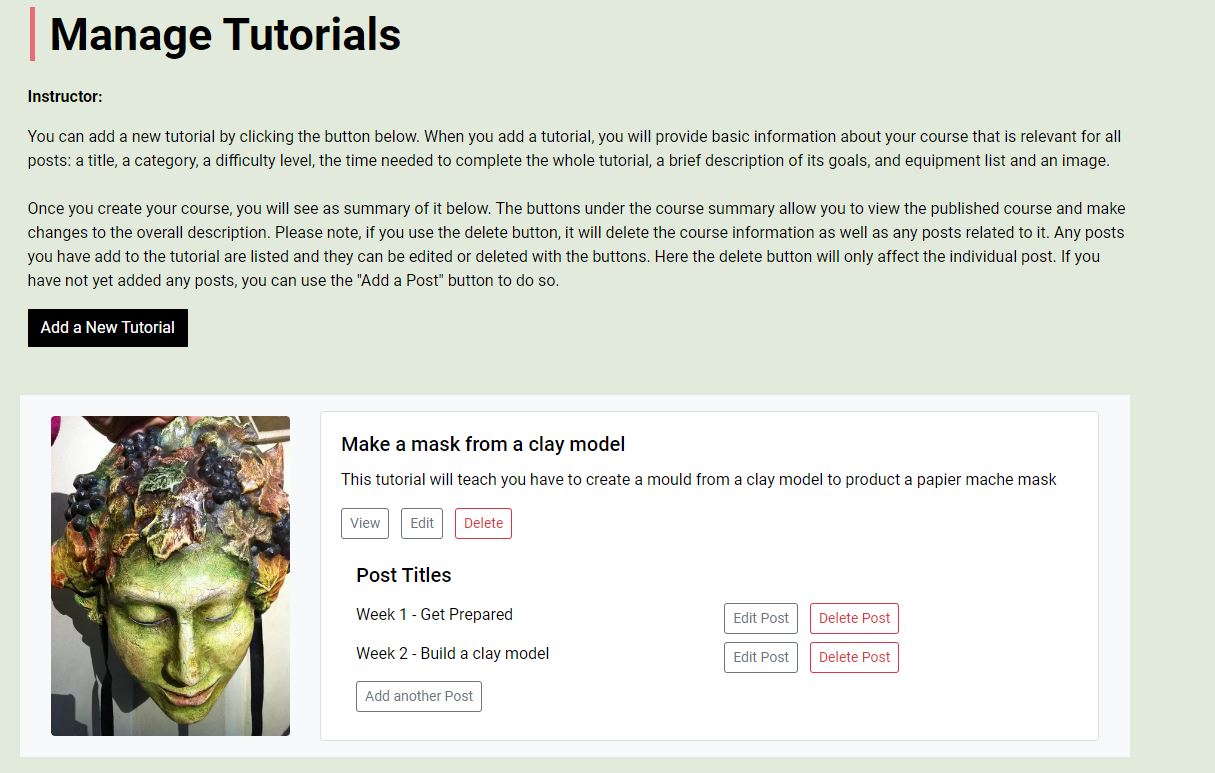 Manage Tutorials
Instructor:
You can add a new tutorial by clicking the button below. When you add a tutorial, you will provide basic information about your course that is relevant for all
posts: a title, a category, a difficulty level, the time needed to complete the whole tutorial, a brief description of its goals, and equipment list and an image.
Once you create your course, you will see as summary of it below. The buttons under the course summary allow you to view the published course and make
changes to the overall description. Please note, if you use the delete button, it will delete the course information as well as any posts related to it. Any posts
you have add to the tutorial are listed and they can be edited or deleted with the buttons. Here the delete button will only affect the individual post. If you
have not yet added any posts, you can use the "Add a Post" button to do so.
Add a New Tutorial
Make a mask from a clay model
This tutorial will teach you have to create a mould from a clay model to product a papier mache mask
View Edit Delete
Post Titles
Week 1 - Get Prepared Edit Post Delete Post
Week 2 - Build a clay model Edit Post Delete Post
Add another Post